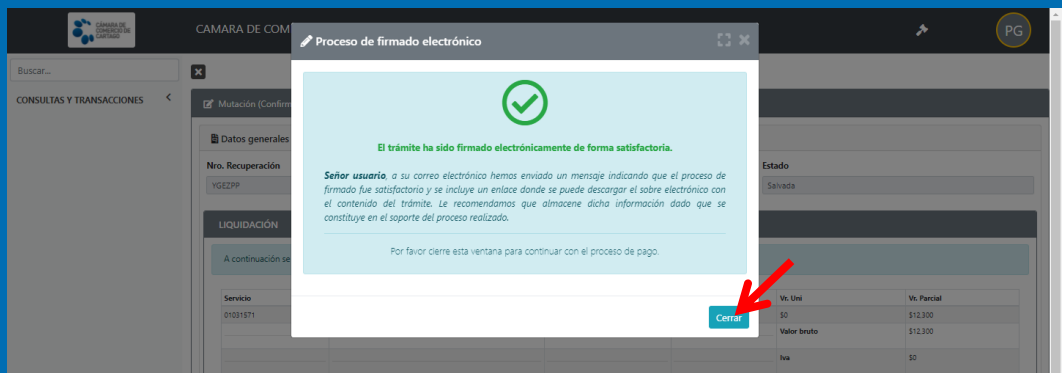 CÁMARA DE
COMERCIO DE
CARTAGO
CAMARA DE COM
PG
Buscar...
CONSULTAS Y TRANSACCIONES
Proceso de firmado electrónico
El trámite ha sido firmado electrónicamente de forma satisfactoria.
Señor usuario, a su correo electrónico hemos enviado un mensaje indicando que el proceso de
firmado fue satisfactorio y se incluye un enlace donde se puede descargar el sobre electrónico con
el contenido del trámite. Le recomendamos que almacene dicha información dado que se
constituye en el soporte del proceso realizado.
Por favor cierre esta ventana para continuar con el proceso de pago.
Cerrar
Mutación (Confirm
Datos generales
Nro. Recuperación
Estado
YGEZPP
Salvada
LIQUIDACIÓN
A continuación se
Servicio
Vr. Uni
Vr. Parcial
01031571
$0
$12,300
Valor bruto
$12,300
Iva
$0